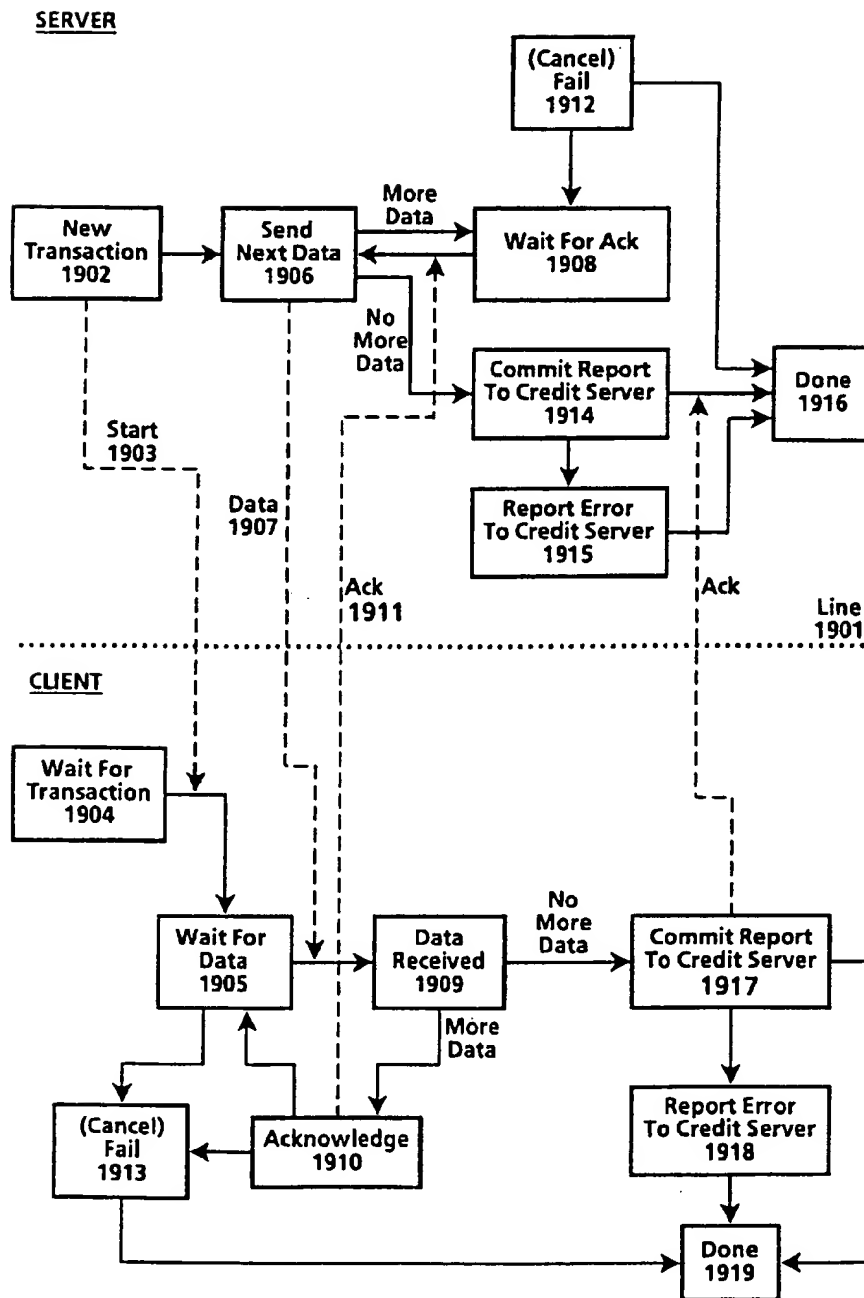 SERVER
(Cancel)
Fail
1912
New
Transaction
1902
Send
Next Data
1906
More
Data
Wait For Ack
1908
No
More
Data
Commit Report
To Credit Server
1914
Done
1916
Start
1903
Data
1907
Report Error
To Credit Server
1915
Ack
1911
Ack
Line
1901
CLIENT
Wait For
Transaction
1904
Wait For
Data
1905
Data
Received
1909
No
More
Data
Commit Report
To Credit Server
1917
More
Data
(Cancel)
Fail
1913
Acknowledge
1910
Report Error
To Credit Server
1918
Done
1919